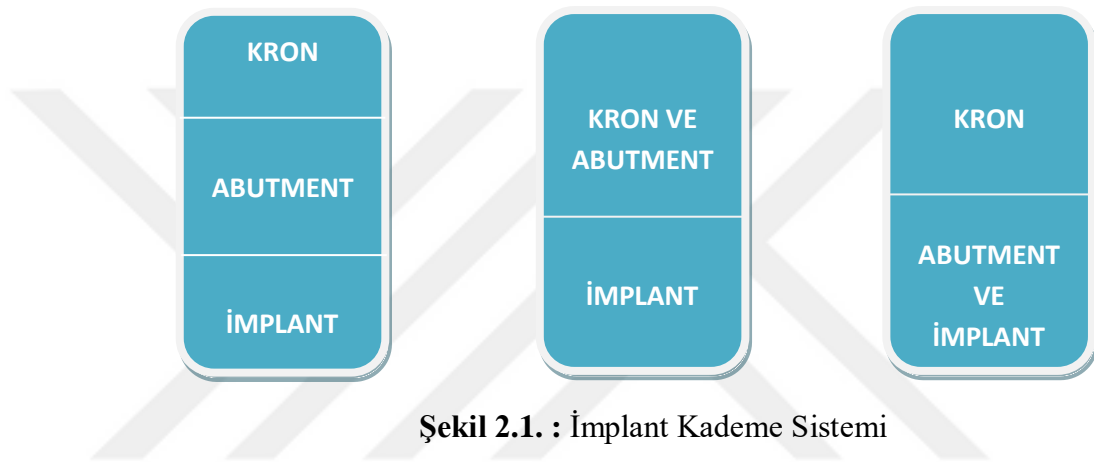 KRON
ABUTMENT
İMPLANT
KRON VE
ABUTMENT
İMPLANT
KRON
ABUTMENT
VE
İMPLANT
Şekil 2.1. : İmplant Kademe Sistemi